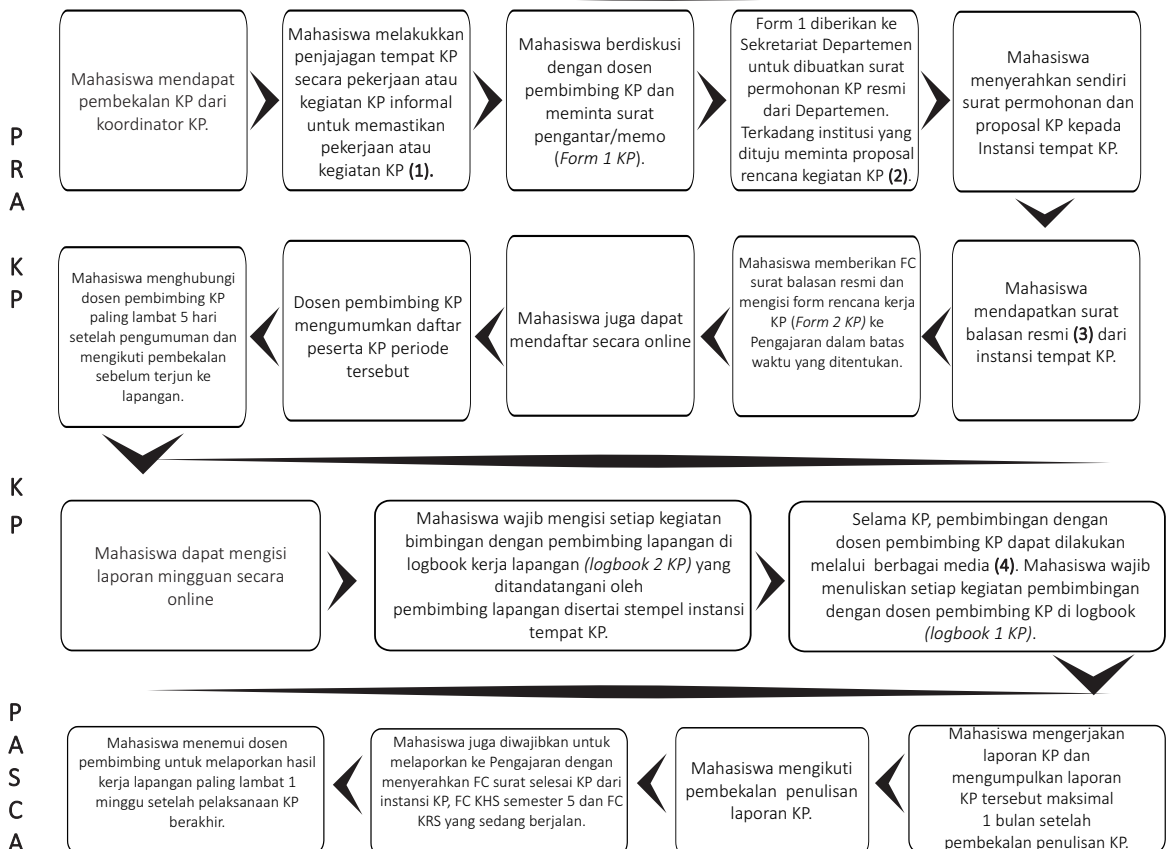 PRA KP
Mahasiswa mendapat
pembekalan KP dari
koordinator KP.
Mahasiswa melakukkan
penjajagan tempat KP
secara pekerjaan atau
kegiatan KP informal
untuk memastikan
pekerjaan atau
kegiatan KP (1).
Mahasiswa berdiskusi
dengan dosen
pembimbing KP dan
meminta surat
pengantar/memo
(Form 1 KP).
Form 1 diberikan ke
Sekretariat Departemen
untuk dibuatkan surat
permohonan KP resmi
dari Departemen.
Terkadang institusi yang
dituju meminta proposal
rencana kegiatan KP (2).
Mahasiswa
menyerahkan sendiri
surat permohonan dan
proposal KP kepada
Instansi tempat KP.
Mahasiswa
mendapatkan surat
balasan resmi (3) dari
instansi tempat KP.
Mahasiswa memberikan FC
surat balasan resmi dan
mengisi form rencana kerja
KP (Form 2 KP) ke
Pengajaran dalam batas
waktu yang ditentukan.
Mahasiswa juga dapat
mendaftar secara online
Dosen pembimbing KP
mengumumkan daftar
peserta KP periode
tersebut
Mahasiswa menghubungi
dosen pembimbing KP
paling lambat 5 hari
setelah pengumuman dan
mengikuti pembekalan
sebelum terjun ke
lapangan.
KP
Mahasiswa dapat mengisi
laporan mingguan secara
online
Mahasiswa wajib mengisi setiap kegiatan
bimbingan dengan pembimbing lapangan di
logbook kerja lapangan (logbook 2 KP) yang
ditandatangani oleh
pembimbing lapangan disertai stempel instansi
tempat KP.
Selama KP, pembimbingan dengan
dosen pembimbing KP dapat dilakukan
melalui berbagai media (4). Mahasiswa wajib
menuliskan setiap kegiatan pembimbingan
dengan dosen pembimbing KP di logbook
(logbook 1 KP).
PASCA
Mahasiswa mengerjakan
laporan KP dan
mengumpulkan laporan
KP tersebut maksimal
1 bulan setelah
pembekalan penulisan KP.
Mahasiswa mengikuti
pembekalan penulisan
laporan KP.
Mahasiswa juga diwajibkan untuk
melaporkan ke Pengajaran dengan
menyerahkan FC surat selesai KP dari
instansi KP, FC KHS semester 5 dan FC
KRS yang sedang berjalan.
Mahasiswa menemui dosen
pembimbing untuk melaporkan hasil
kerja lapangan paling lambat 1
minggu setelah pelaksanaan KP
berakhir.